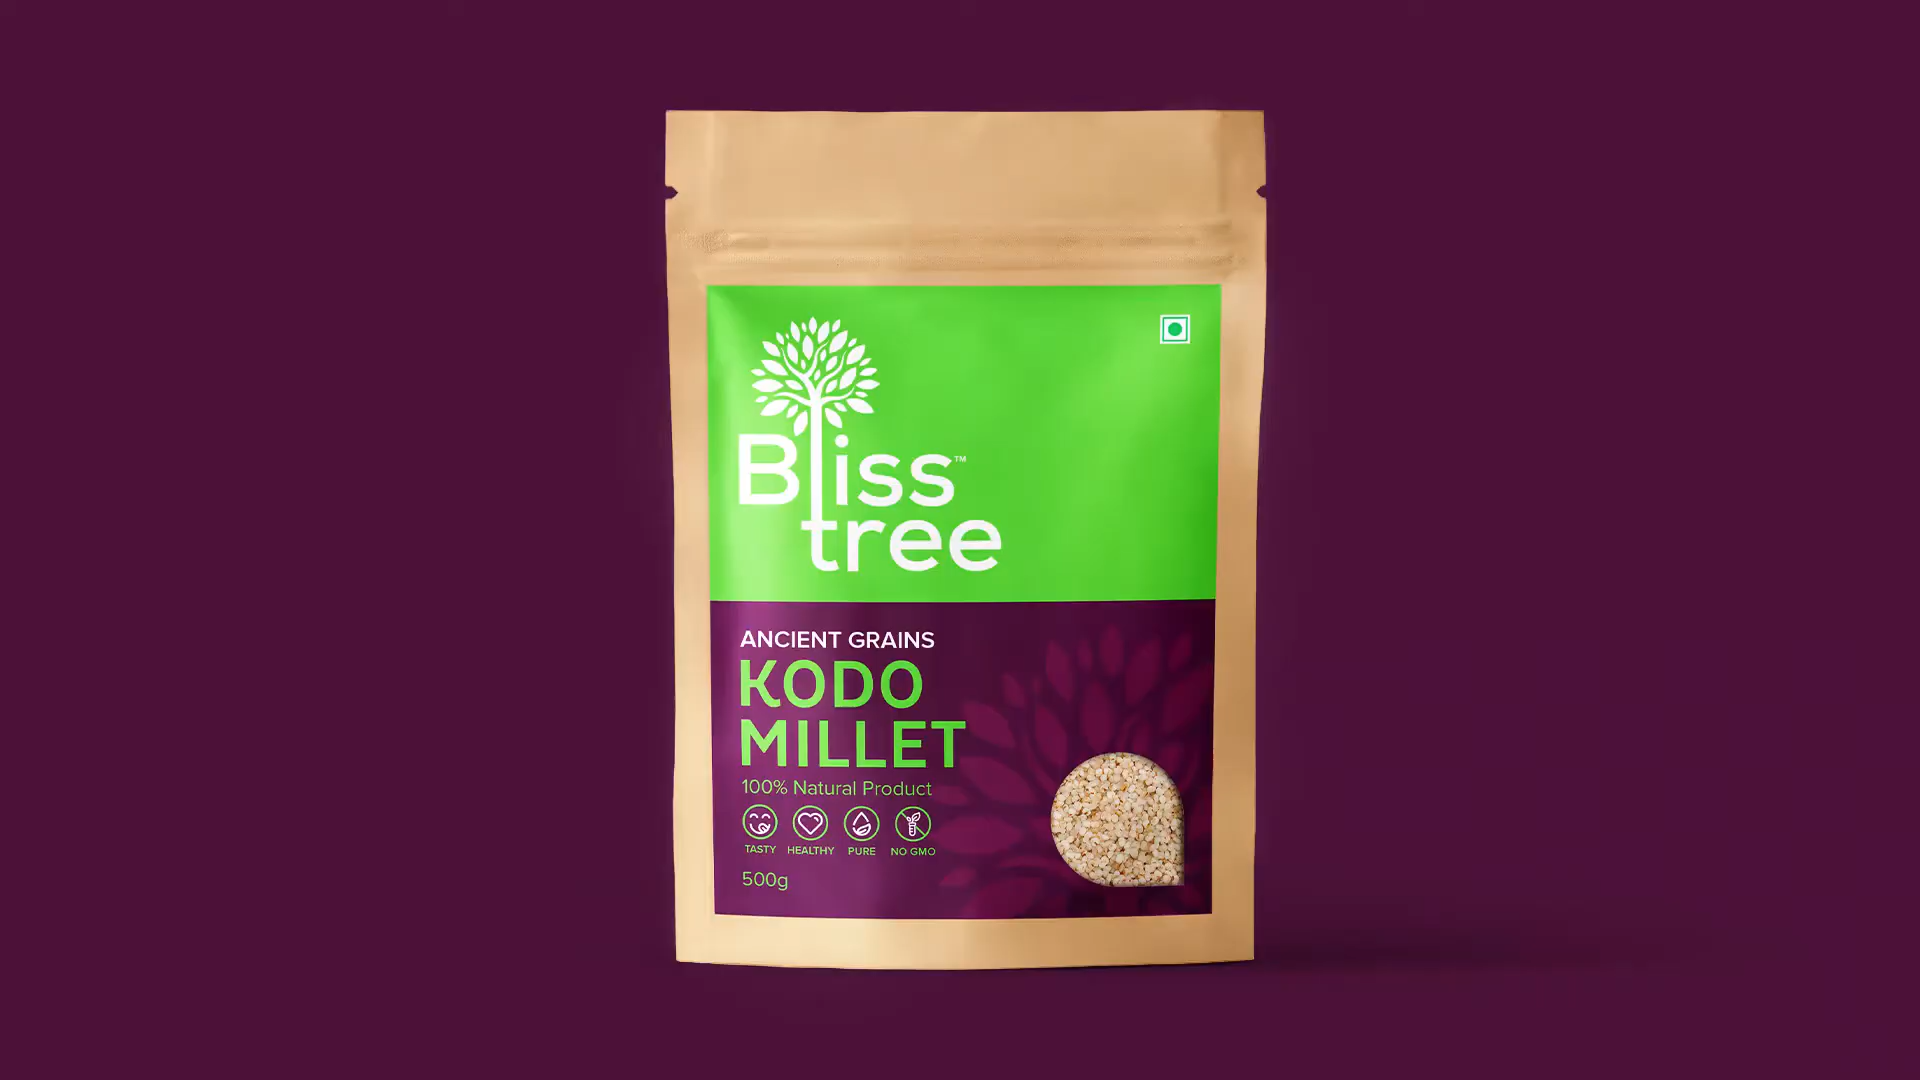 Bliss™
tree
ANCIENT GRAINS
KODO
MILLET
100% Natural Product
TASTY HEALTHY PURE NO GMO
500g